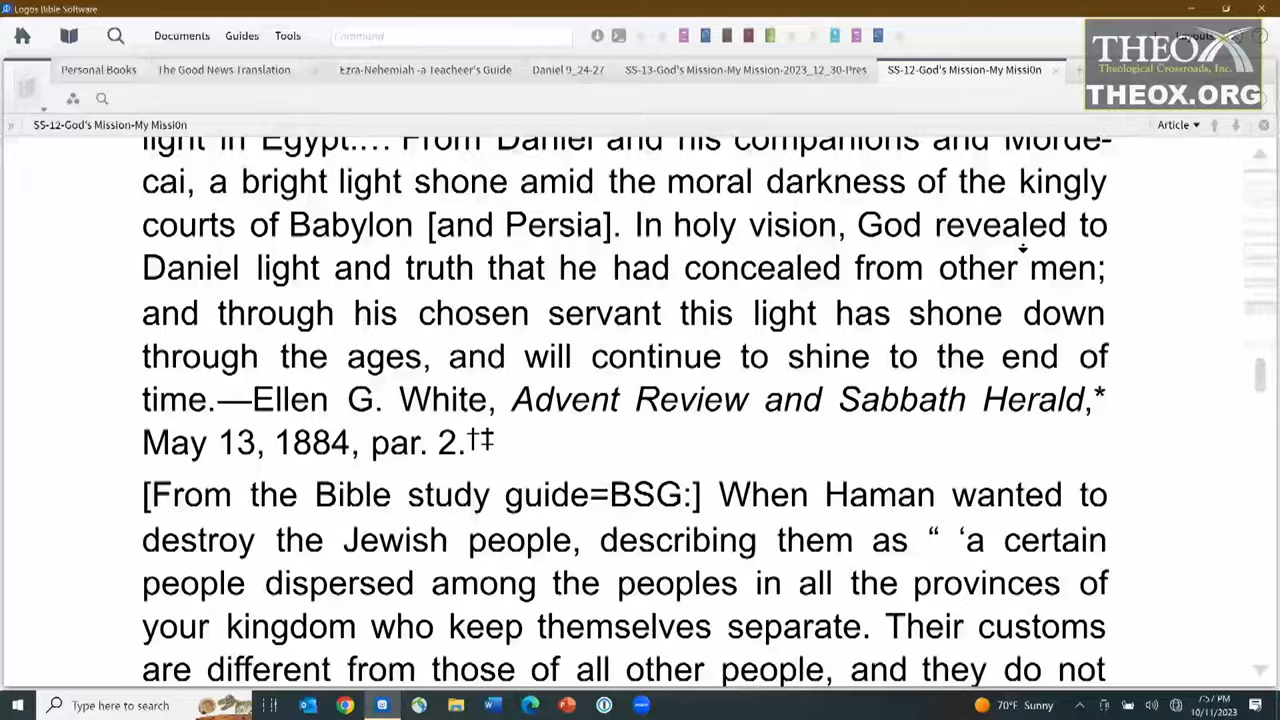 Logos Bible Software
Documents Guides Tools Command
THEOX
Theological Crossroads, Inc.
THEOX.ORG
Personal Books The Good News Translation Daniel 9_24-27 SS-13-God's Mission-My Mission-2023_12_30-Pres SS-12-God's Mission-My Missi0n
SS-12-God's Mission-My Missi0n Article
light in Egypt.… From Daniel and his companions and Morde-
cai, a bright light shone amid the moral darkness of the kingly
courts of Babylon [and Persia]. In holy vision, God revealed to
Daniel light and truth that he had concealed from other men;
and through his chosen servant this light has shone down
through the ages, and will continue to shine to the end of
time.—Ellen G. White, Advent Review and Sabbath Herald,*
May 13, 1884, par. 2.†‡
[From the Bible study guide=BSG:] When Haman wanted to
destroy the Jewish people, describing them as “ ‘a certain
people dispersed among the peoples in all the provinces of
your kingdom who keep themselves separate. Their customs
are different from those of all other people, and they do not
Type here to search 70°F Sunny 7:57 PM
10/11/2023